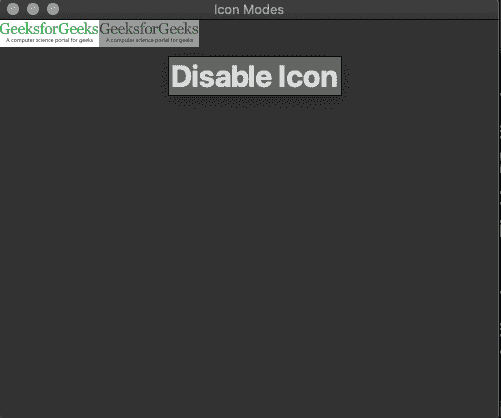 Icon Modes
GeeksforGeeks GeeksforGeeks
A computer science portal for geeks A computer science portal for geeks
Disable Icon